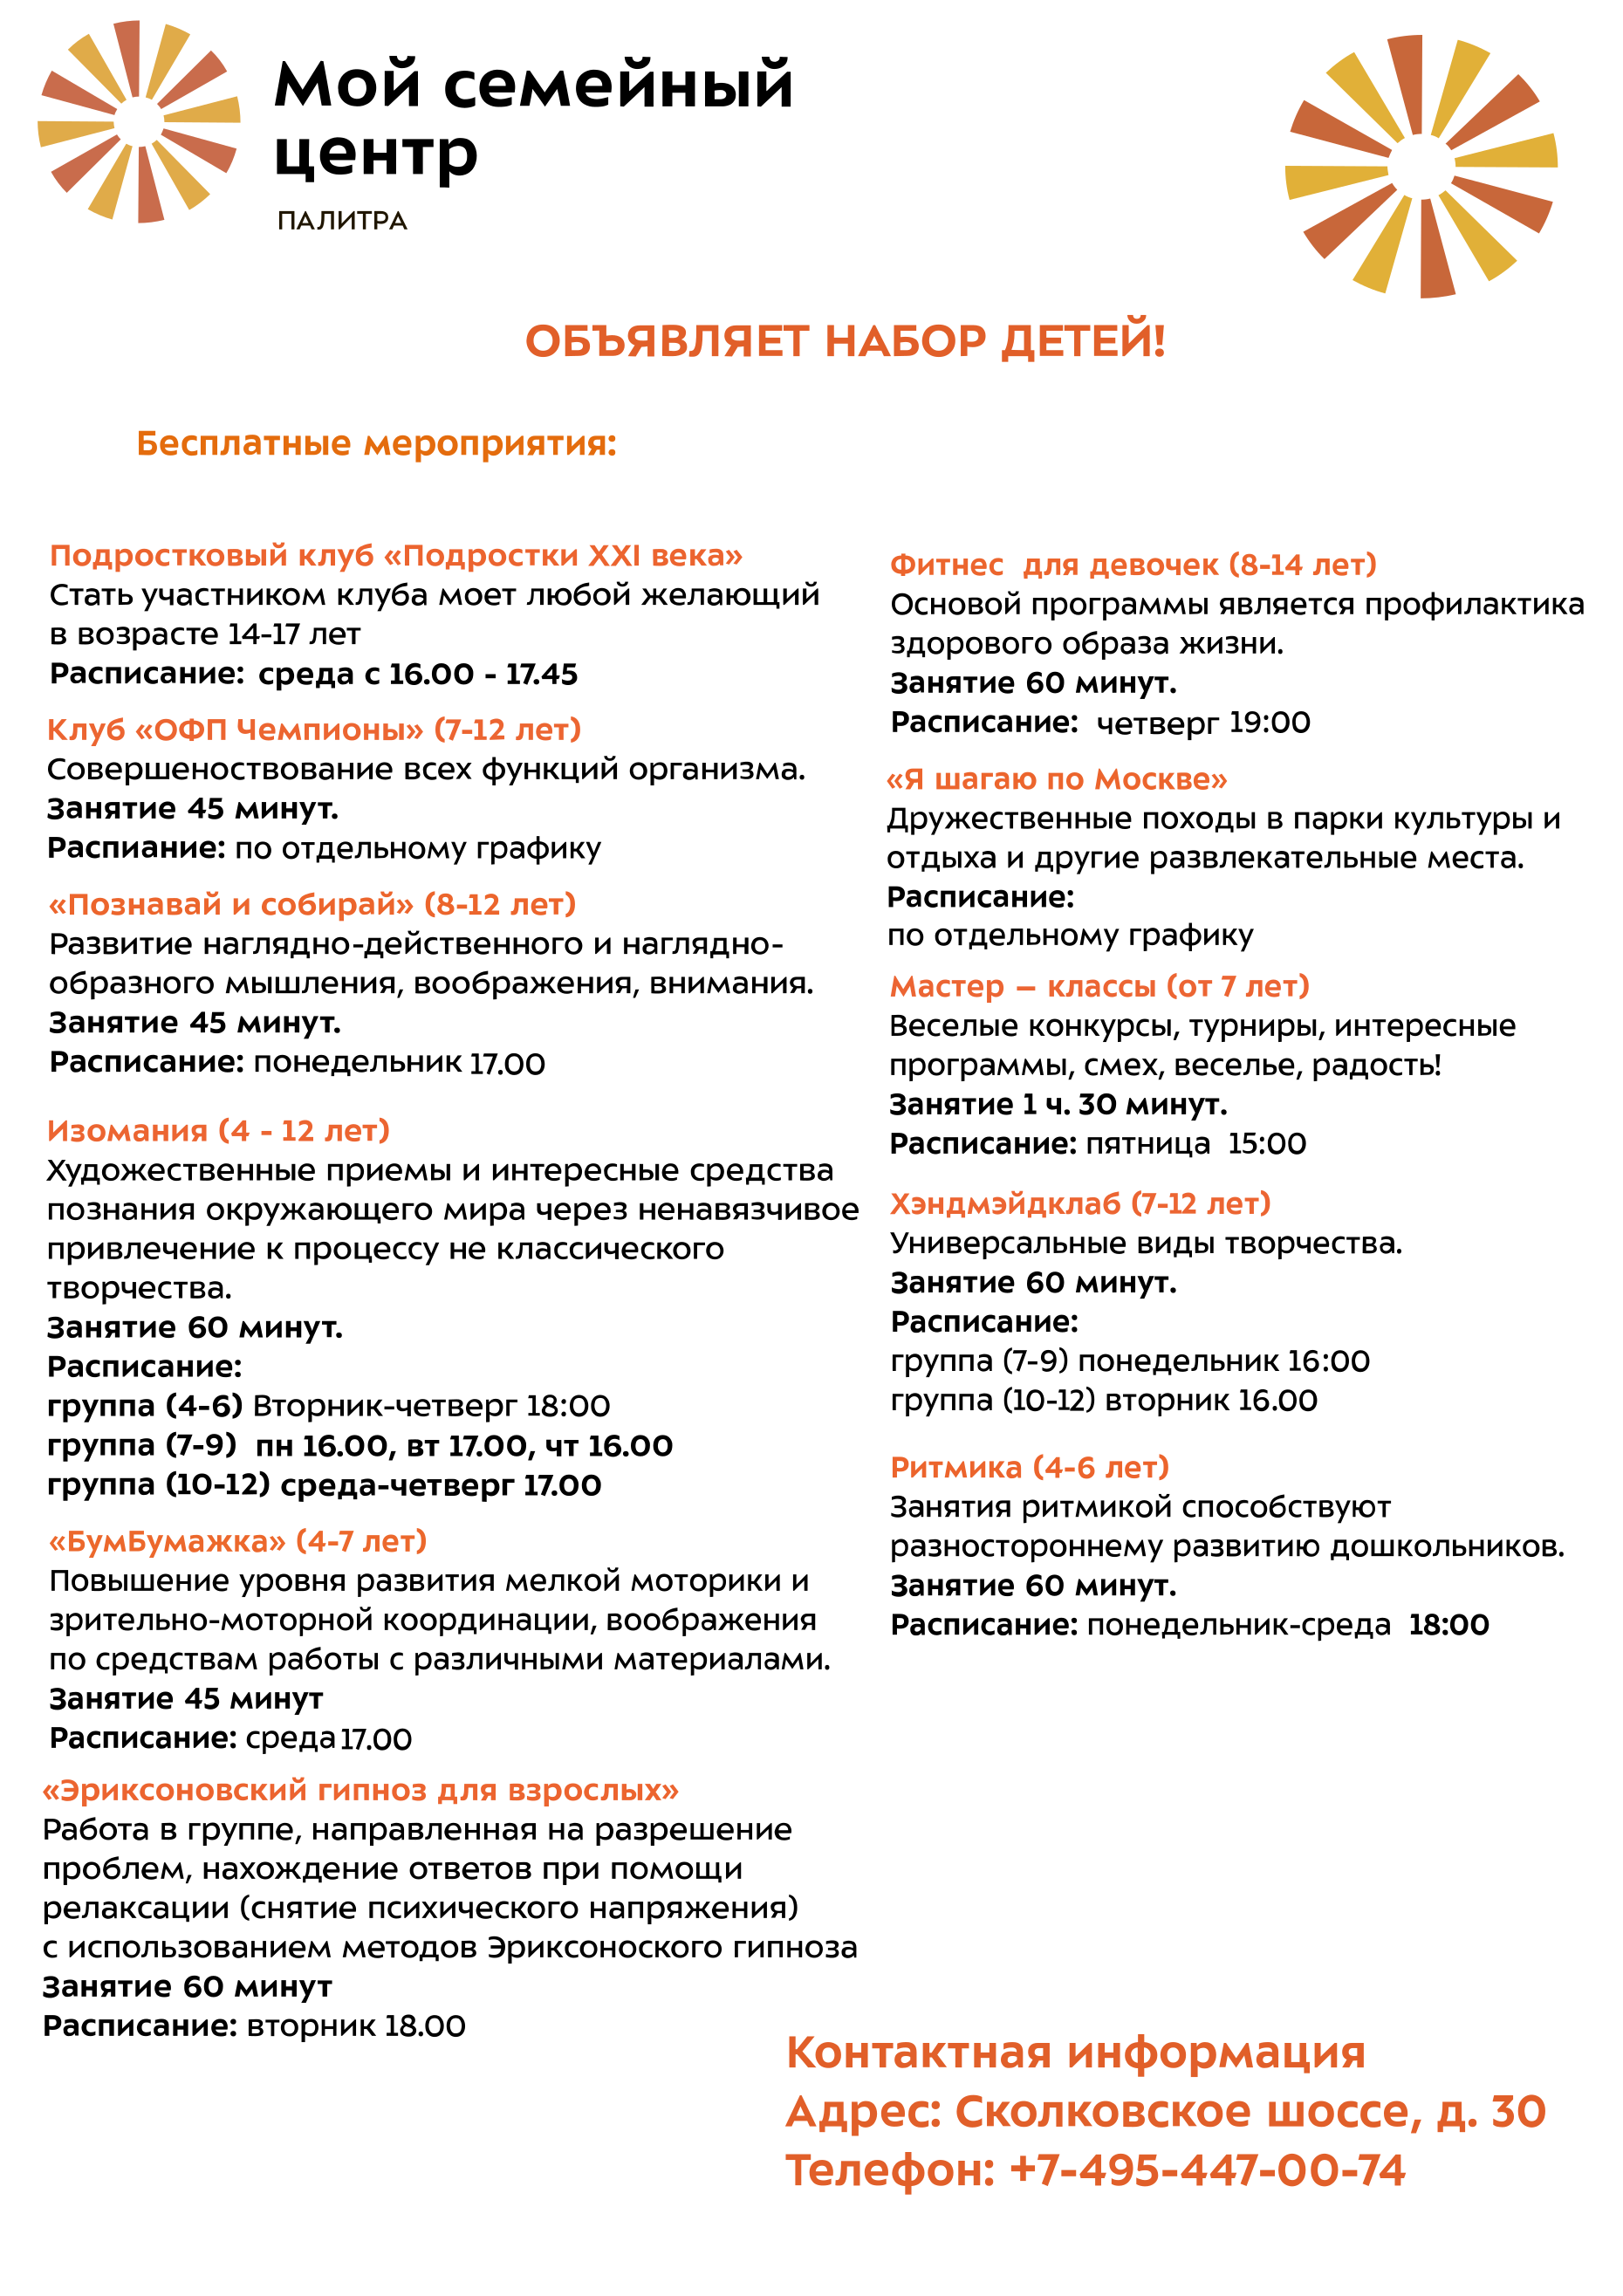 Мой семейный
центр
ПАЛИТРА
ОБЪЯВЛЯЕТ НАБОР ДЕТЕЙ!
Бесплатные мероприятия:
Подростковый клуб «Подростки XXI века»
Стать участником клуба моет любой желающий
в возрасте 14-17 лет
Расписание: среда с 16.00 - 17.45
Клуб «ОФП Чемпионы» (7-12 лет)
Совершеноствование всех функций организма.
Занятие 45 минут.
Распиание: по отдельному графику
«Познавай и собирай» (8-12 лет)
Развитие наглядно-действенного и наглядно-
образного мышления, воображения, внимания.
Занятие 45 минут.
Расписание: понедельник 17.00
Изомания (4 - 12 лет)
Художественные приемы и интересные средства
познания окружающего мира через ненавязчивое
привлечение к процессу не классического
творчества.
Занятие 60 минут.
Расписание:
группа (4-6) Вторник-четверг 18:00
группа (7-9) пн 16.00, вт 17.00, чт 16.00
группа (10-12) среда-четверг 17.00
«БумБумажка» (4-7 лет)
Повышение уровня развития мелкой моторики и
зрительно-моторной координации, воображения
по средствам работы с различными материалами.
Занятие 45 минут
Расписание: среда 17.00
«Эриксоновский гипноз для взрослых»
Работа в группе, направленная на разрешение
проблем, нахождение ответов при помощи
релаксации (снятие психического напряжения)
с использованием методов Эриксоноского гипноза
Занятие 60 минут
Расписание: вторник 18.00
Фитнес для девочек (8-14 лет)
Основой программы является профилактика
здорового образа жизни.
Занятие 60 минут.
Расписание: четверг 19:00
«Я шагаю по Москве»
Дружественные походы в парки культуры и
отдыха и другие развлекательные места.
Расписание:
по отдельному графику
Мастер – классы (от 7 лет)
Веселые конкурсы, турниры, интересные
программы, смех, веселье, радость!
Занятие 1 ч. 30 минут.
Расписание: пятница 15:00
Хэндмэйдклаб (7-12 лет)
Универсальные виды творчества.
Занятие 60 минут.
Расписание:
группа (7-9) понедельник 16:00
группа (10-12) вторник 16.00
Ритмика (4-6 лет)
Занятия ритмикой способствуют
разностороннему развитию дошкольников.
Занятие 60 минут.
Расписание: понедельник-среда 18:00
Контактная информация
Адрес: Сколковское шоссе, д. 30
Телефон: +7-495-447-00-74